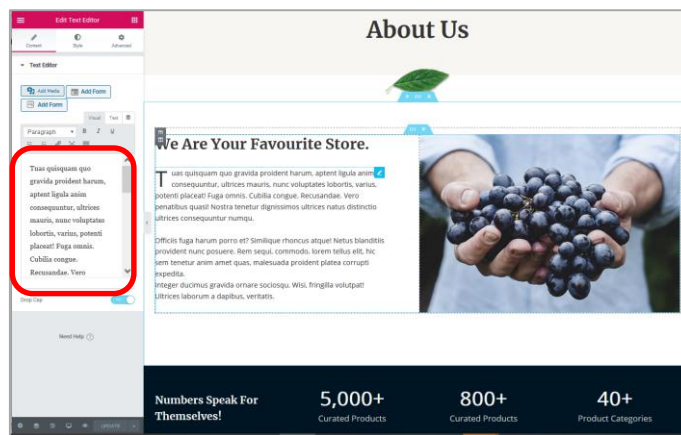 Edit Text Editor
Content
Style
Advanced
Text Editor
Add Media
Add Form
Add Form
Visual
Text
Paragraph
B I U
Tuas quisquam quo
gravida proident harum,
aptent ligula anim
consequuntur, ultrices
mauris, nunc voluptates
lobortis, varius, potenti
placeat! Fuga omnis.
Cubilia congue.
Recusandae. Vero
Drop Cap
Need Help
UPDATE
About Us
We Are Your Favourite Store.
Tuas quisquam quo gravida proident harum, aptent ligula anim
consequuntur, ultrices mauris, nunc voluptates lobortis, varius,
potenti placeat! Fuga omnis. Cubilia congue. Recusandae. Vero
penatibus quasi! Nostra tenetur dignissimos ultrices natus distinctio
ultrices consequuntur numqu.
Officiis fuga harum porro et? Similique rhoncus atque! Netus blanditiis
provident nunc posuere. Rem sequi, commodo. lorem tellus elit, hic
sem tenetur anim amet quas, malesuada proident platea corrupti
expedita.
Integer ducimus gravida ornare sociosqu. Wisi, fringilla volutpat!
Ultrices laborum a dapibus, veritatis.
Numbers Speak For
Themselves!
5,000+
Curated Products
800+
Curated Products
40+
Product Categories